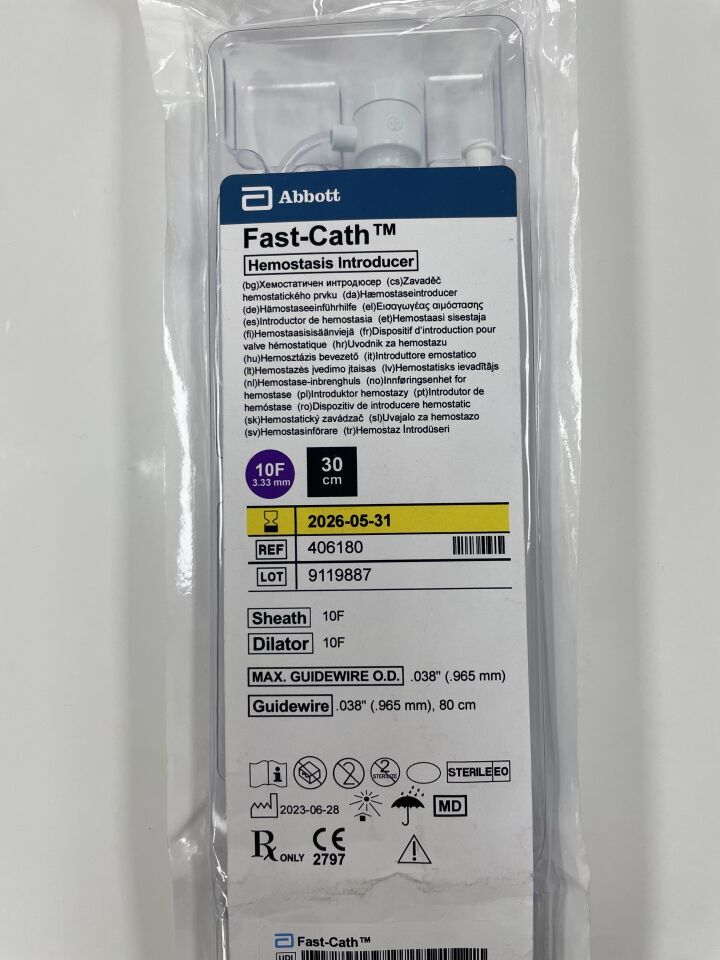 Abbott
Fast-Cath™
Hemostasis Introducer
(bg)Хемостатичен интродюсер (cs)Zavaděč
hemostatického prvku (da)Hæmostaseintroducer
(de)Hämostaseeinführhilfe (el)Εισαγωγέας αιμόστασης
(es)Introductor de hemostasia (et)Hemostaasi sisestaja
(fi)Hemostaasisisäänviejä (fr)Dispositif d'introduction pour
valve hémostatique (hr)Uvodnik za hemostazu
(hu)Hemosztázis bevezető (it)Introduttore emostatico
(lt)Hemostazės įvedimo įtaisas (lv)Hemostatisks ievadītājs
(nl)Hemostase-inbrenghuls (no)Innføringsenhet for
hemostase (pl)Introduktor hemostazy (pt)Introdutor de
hemóstase (ro)Dispozitiv de introducere hemostatic
(sk)Hemostatický zavádzač (sl)Uvajalo za hemostazo
(sv)Hemostasinförare (tr)Hemostaz İntrodüseri
10F
3.33 mm
30
cm
2026-05-31
REF 406180
LOT 9119887
Sheath 10F
Dilator 10F
MAX. GUIDEWIRE O.D. .038" (.965 mm)
Guidewire .038" (.965 mm), 80 cm
2 2 STERILIZE STERILE EO
2023-06-28 MD
Rx ONLY CE 2797
Fast-Cath™
UDI